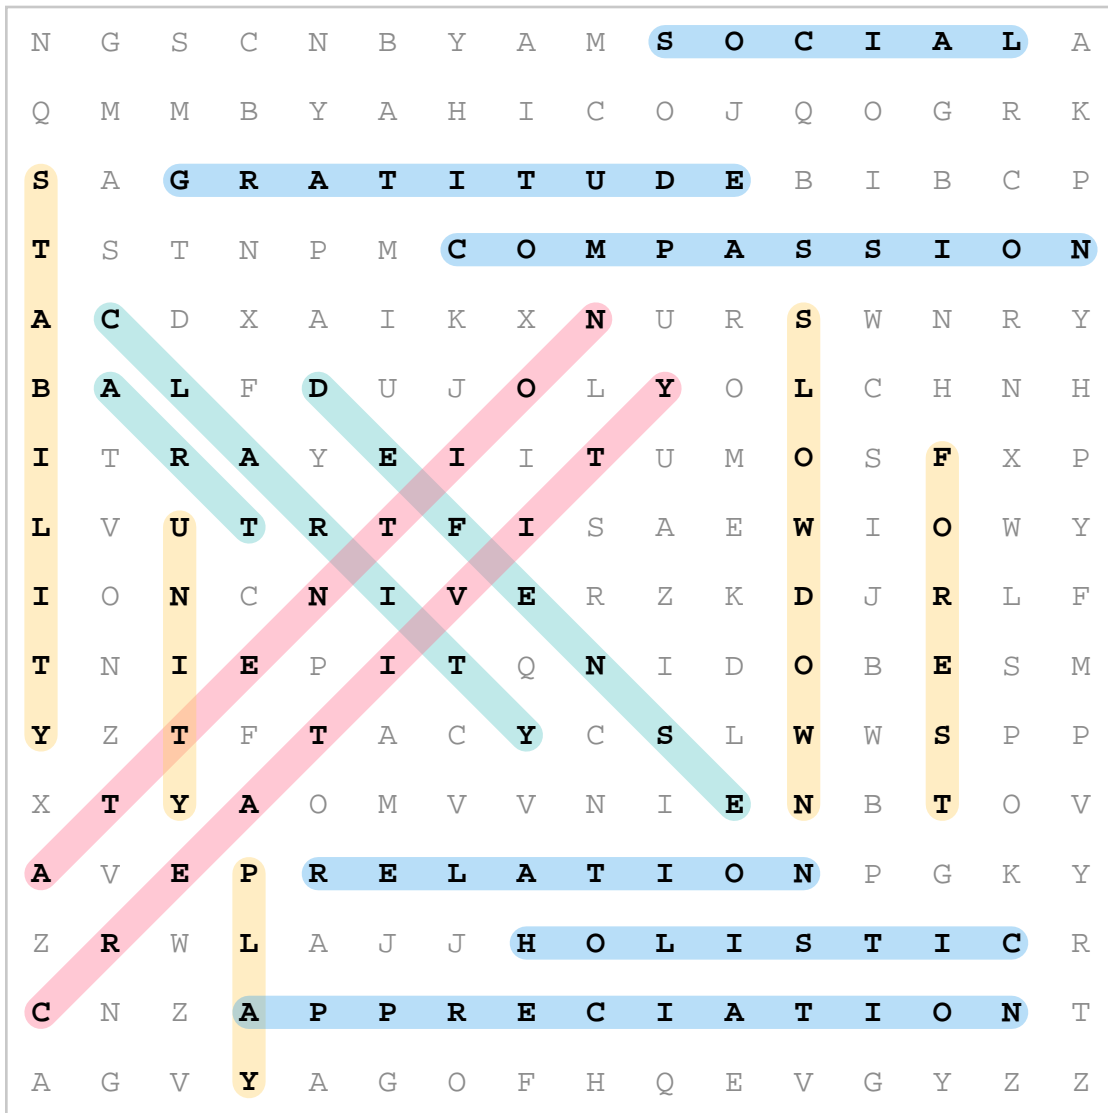 N G S C N B Y A M S O C I A L A
Q M M B Y A H I C O J Q O G R K
S A G R A T I T U D E B I B C P
T S T N P M C O M P A S S I O N
A C D X A I K X N U R S W N R Y
B A L F D U J O L Y O L C H N H
I T R A Y E I I T U M O S F X P
L V U T R T F I S A E W I O W Y
I O N C N I V E R Z K D J R L F
T N I E P I T Q N I D O B E S M
Y Z T F T A C Y C S L W W S P P
X T Y A O M V V N I E N B T O V
A V E P R E L A T I O N P G K Y
Z R W L A J J H O L I S T I C R
C N Z A P P R E C I A T I O N T
A G V Y A G O F H Q E V G Y Z Z